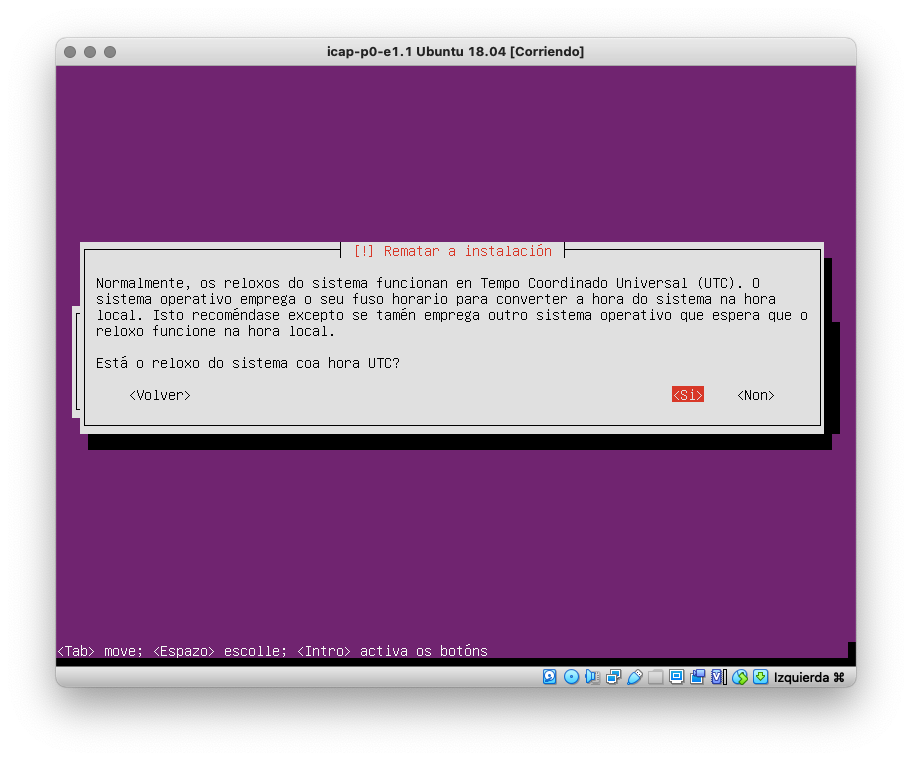 icap-p0-e1.1 Ubuntu 18.04 [Corriendo]
[!] Rematar a instalación
Normalmente, os reloxos do sistema funcionan en Tempo Coordinado Universal (UTC). O
sistema operativo emprega o seu fuso horario para converter a hora do sistema na hora
local. Isto recoméndase excepto se tamén emprega outro sistema operativo que espera que o
reloxo funcione na hora local.
Está o reloxo do sistema coa hora UTC?
<Volver> <Si> <Non>
<Tab> move; <Espazo> escolle; <Intro> activa os botóns
Izquierda ⌘